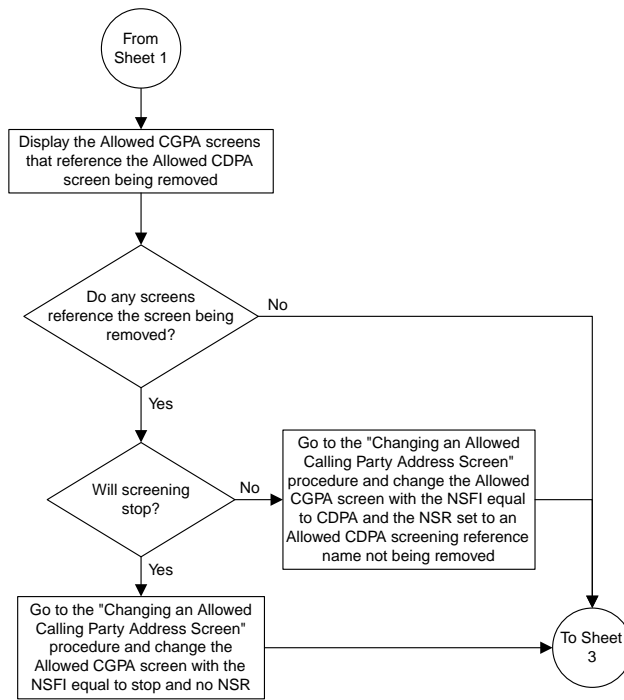 From
Sheet 1
Display the Allowed CGPA screens
that reference the Allowed CDPA
screen being removed
Do any screens
reference the screen being
removed?
No
Yes
Will screening
stop?
No
Go to the "Changing an Allowed
Calling Party Address Screen"
procedure and change the Allowed
CGPA screen with the NSFI equal
to CDPA and the NSR set to an
Allowed CDPA screening reference
name not being removed
Yes
Go to the "Changing an Allowed
Calling Party Address Screen"
procedure and change the
Allowed CGPA screen with the
NSFI equal to stop and no NSR
To Sheet
3